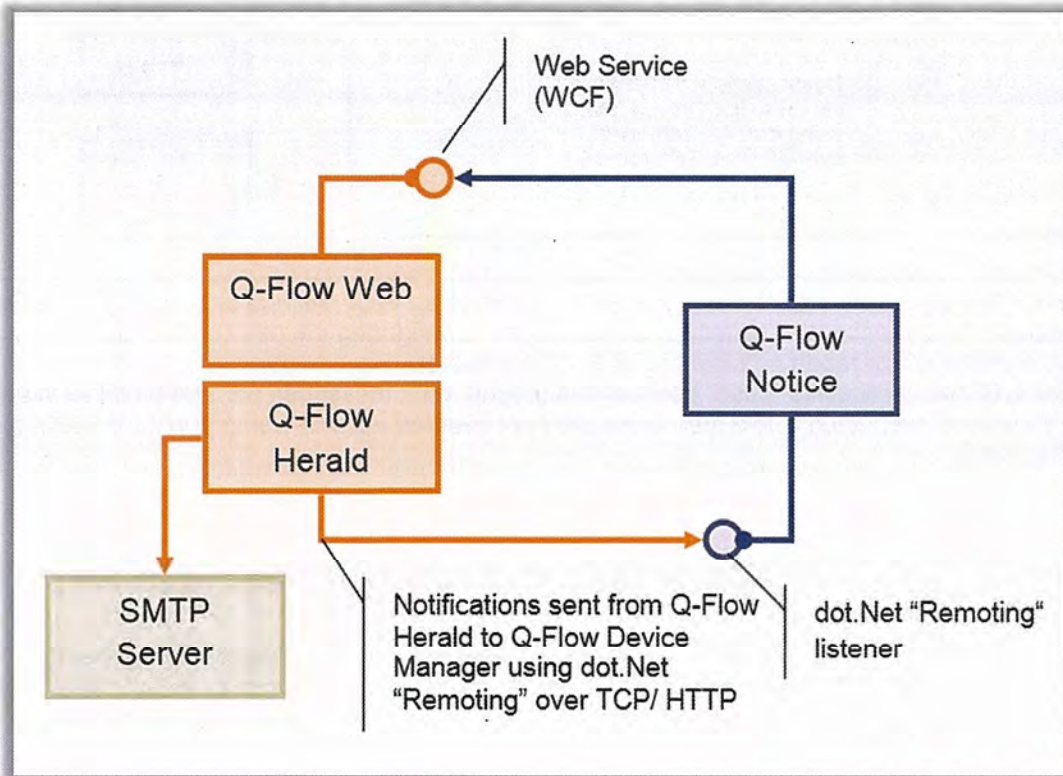 Web Service
(WCF)
Q-Flow Web
Q-Flow
Notice
Q-Flow
Herald
SMTP
Server
Notifications sent from Q-Flow
Herald to Q-Flow Device
Manager using dot.Net
“Remoting” over TCP/ HTTP
dot.Net “Remoting“
listener